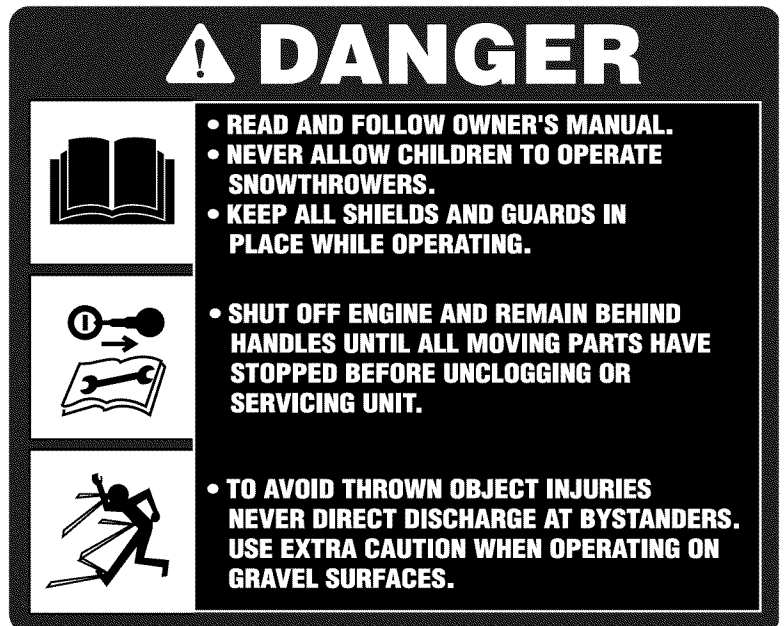 DANGER
• READ AND FOLLOW OWNER'S MANUAL.
• NEVER ALLOW CHILDREN TO OPERATE
SNOWTHROWERS.
• KEEP ALL SHIELDS AND GUARDS IN
PLACE WHILE OPERATING.
• SHUT OFF ENGINE AND REMAIN BEHIND
HANDLES UNTIL ALL MOVING PARTS HAVE
STOPPED BEFORE UNCLOGGING OR
SERVICING UNIT.
• TO AVOID THROWN OBJECT INJURIES
NEVER DIRECT DISCHARGE AT BYSTANDERS.
USE EXTRA CAUTION WHEN OPERATING ON
GRAVEL SURFACES.